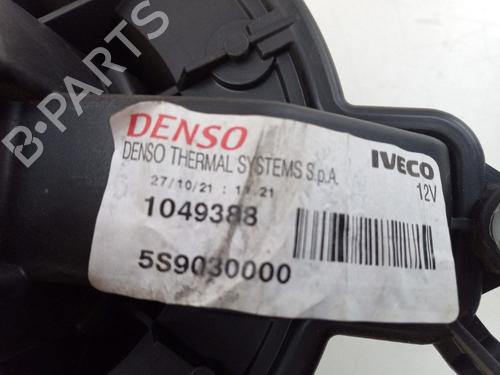 B-PARTS
DENSO
DENSO THERMAL SYSTEMS S.p.A
IVECO
12V
27/10/21 : 11.21
1049388
5S9030000